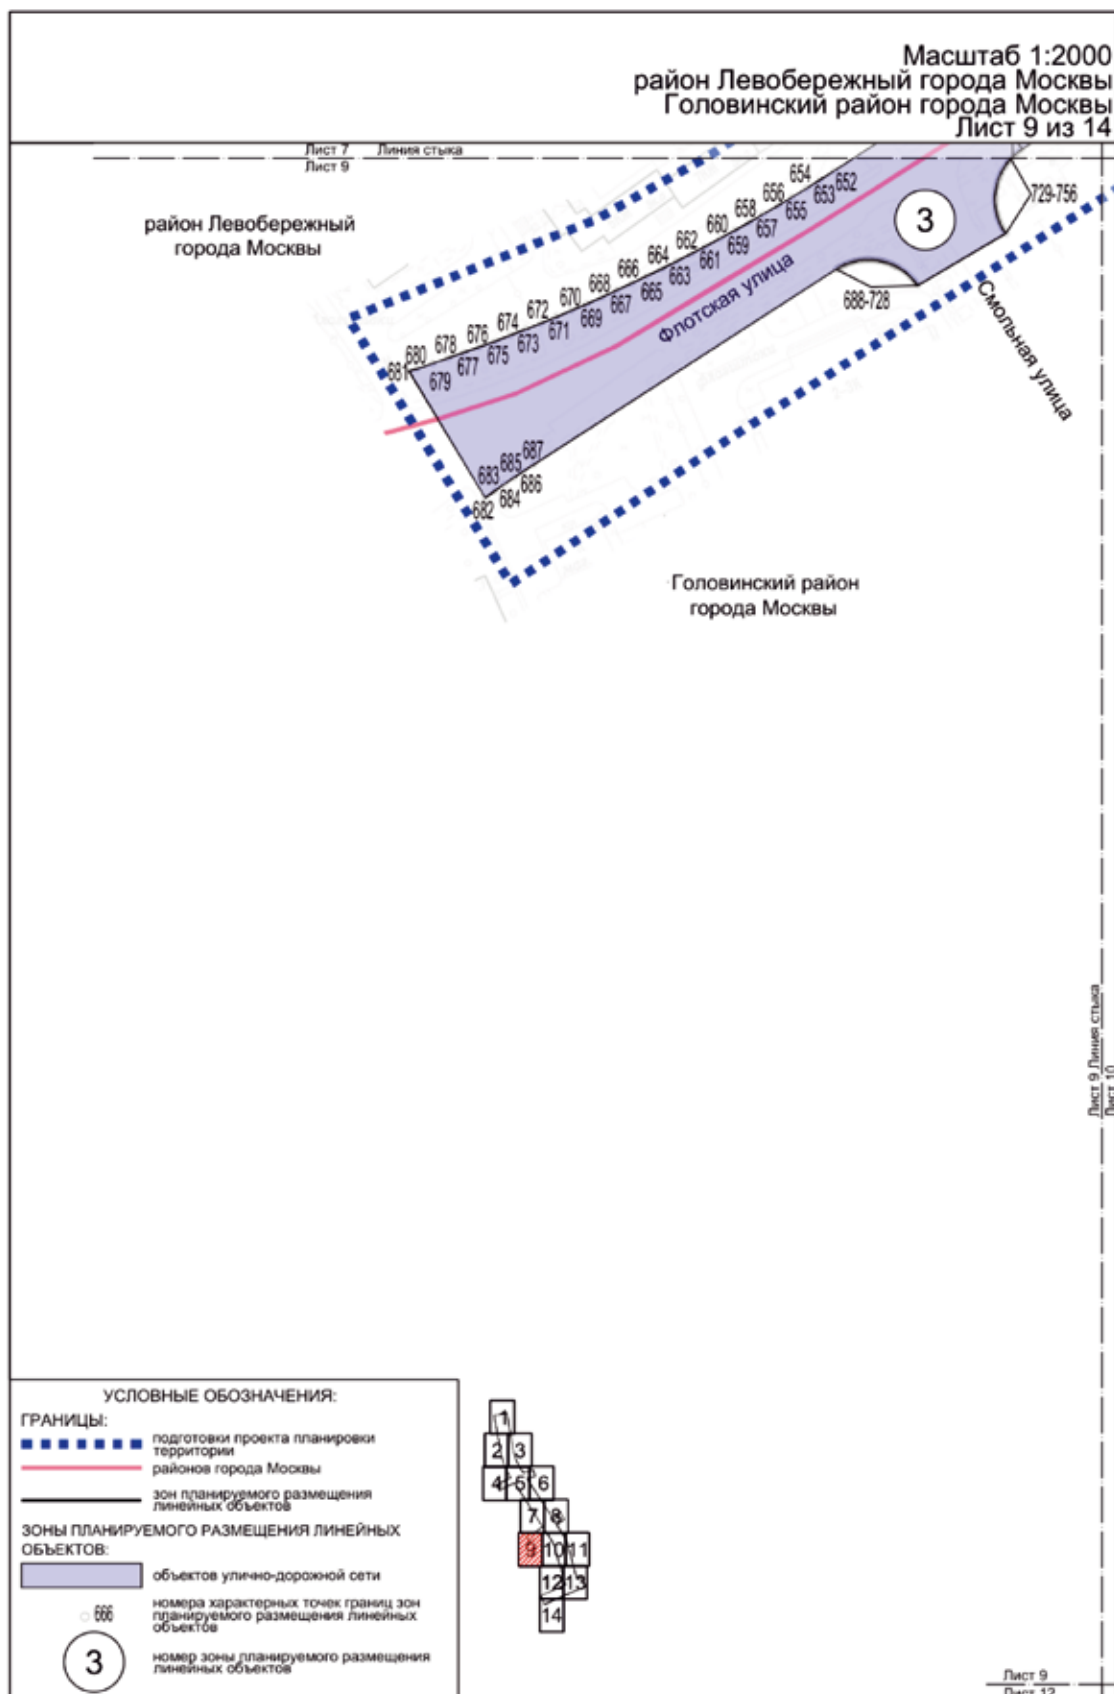 Масштаб 1:2000
район Левобережный города Москвы
Головинский район города Москвы
Лист 9 из 14
Лист 7 Линия стыка
Лист 9
район Левобережный
города Москвы
654
652
653
656
655
658
657
660
659
662
661
664
663
666
665
668
667
670
669
672
671
674
673
676
675
678
677
680
679
681
729-756
3
688-728
Флотская улица
Смольная улица
687
685
683
686
684
682
Головинский район
города Москвы
Лист 9 Линия стыка
Лист 10
УСЛОВНЫЕ ОБОЗНАЧЕНИЯ:
ГРАНИЦЫ:
подготовки проекта планировки
территории
районов города Москвы
зон планируемого размещения
линейных объектов
ЗОНЫ ПЛАНИРУЕМОГО РАЗМЕЩЕНИЯ ЛИНЕЙНЫХ
ОБЪЕКТОВ:
объектов улично-дорожной сети
666
номера характерных точек границ зон
планируемого размещения линейных
объектов
3
номер зоны планируемого размещения
линейных объектов
1
2 3
4 5 6
7 8
9 10 11
12 13
14
Лист 9
Лист 12